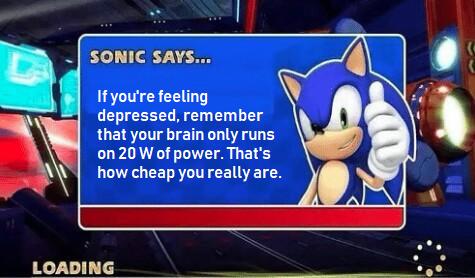 SONIC SAYS...
If you're feeling
depressed, remember
that your brain only runs
on 20 W of power. That's
how cheap you really are.
LOADING